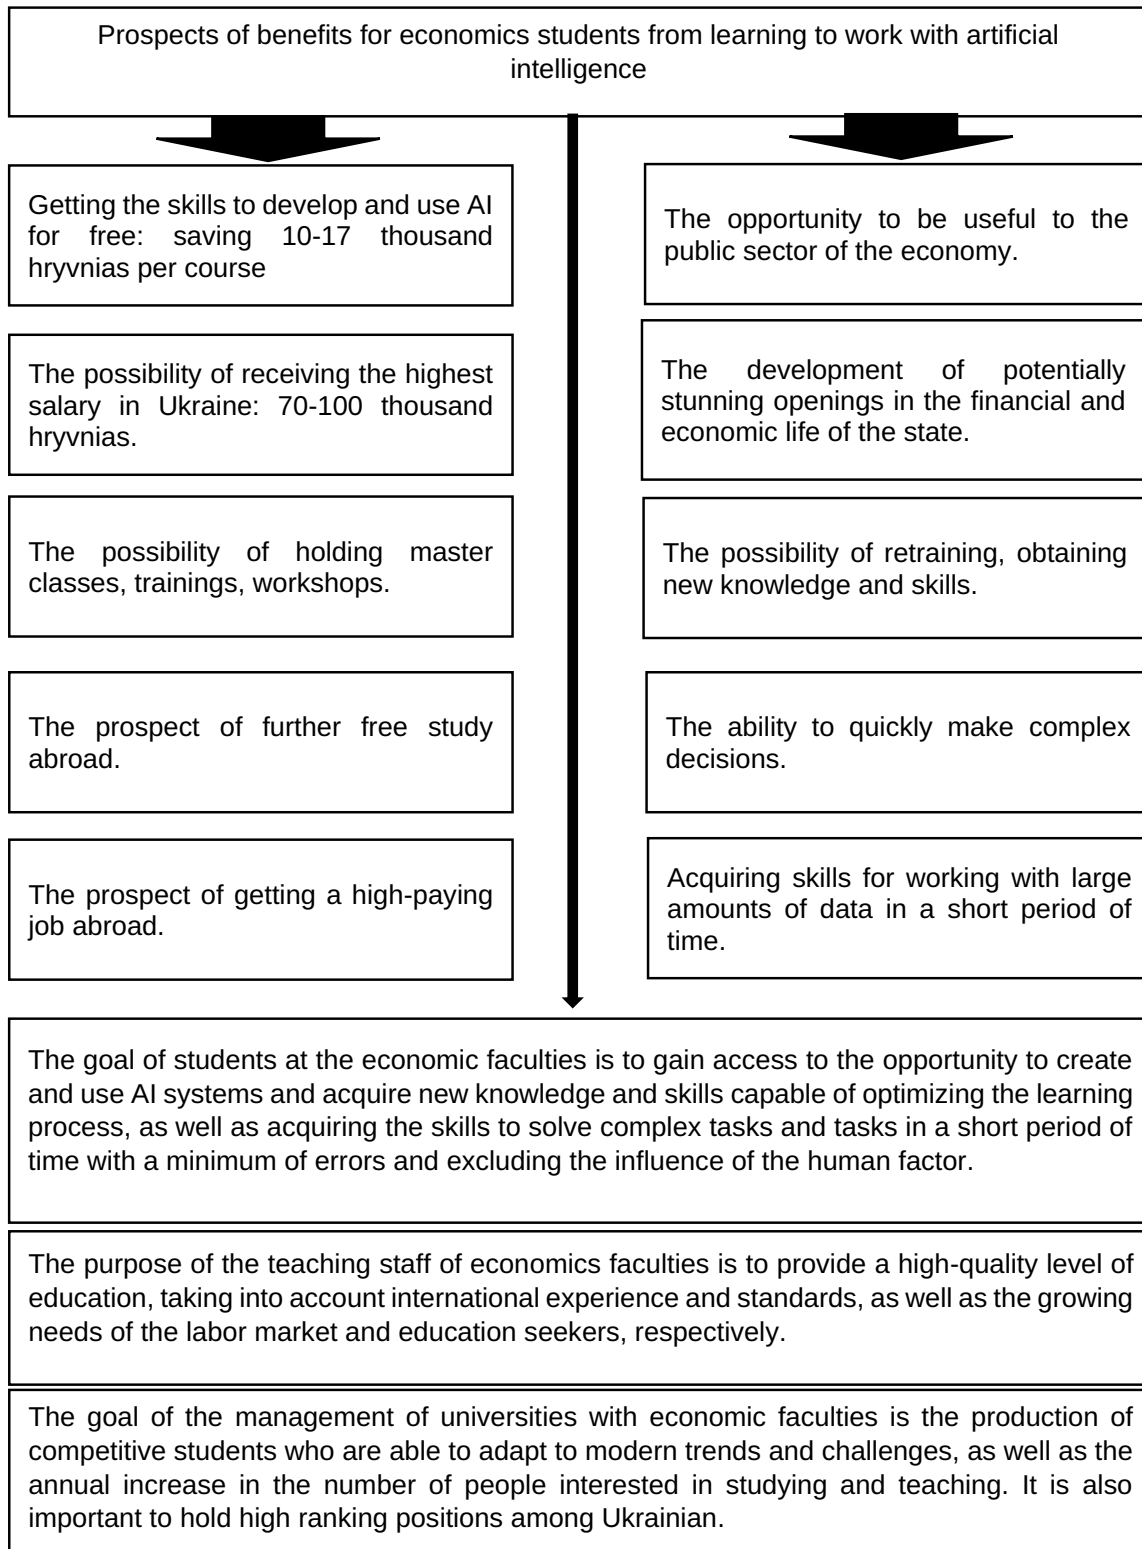 Prospects of benefits for economics students from learning to work with artificial
intelligence
Getting the skills to develop and use AI
for free: saving 10-17 thousand
hryvnias per course
The possibility of receiving the highest
salary in Ukraine: 70-100 thousand
hryvnias.
The possibility of holding master
classes, trainings, workshops.
The prospect of further free study
abroad.
The prospect of getting a high-paying
job abroad.
The opportunity to be useful to the
public sector of the economy.
The development of potentially
stunning openings in the financial and
economic life of the state.
The possibility of retraining, obtaining
new knowledge and skills.
The ability to quickly make complex
decisions.
Acquiring skills for working with large
amounts of data in a short period of
time.
The goal of students at the economic faculties is to gain access to the opportunity to create
and use AI systems and acquire new knowledge and skills capable of optimizing the learning
process, as well as acquiring the skills to solve complex tasks and tasks in a short period of
time with a minimum of errors and excluding the influence of the human factor.
The purpose of the teaching staff of economics faculties is to provide a high-quality level of
education, taking into account international experience and standards, as well as the growing
needs of the labor market and education seekers, respectively.
The goal of the management of universities with economic faculties is the production of
competitive students who are able to adapt to modern trends and challenges, as well as the
annual increase in the number of people interested in studying and teaching. It is also
important to hold high ranking positions among Ukrainian.